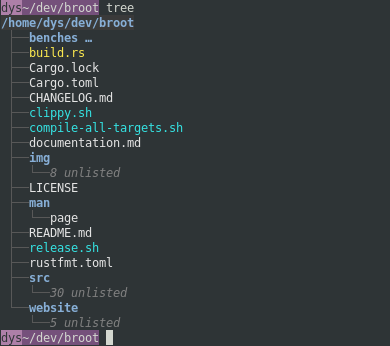 dys~/dev/broot tree
/home/dys/dev/broot
benches …
build.rs
Cargo.lock
Cargo.toml
CHANGELOG.md
clippy.sh
compile-all-targets.sh
documentation.md
img
8 unlisted
LICENSE
man
page
README.md
release.sh
rustfmt.toml
src
30 unlisted
website
5 unlisted
dys~/dev/broot